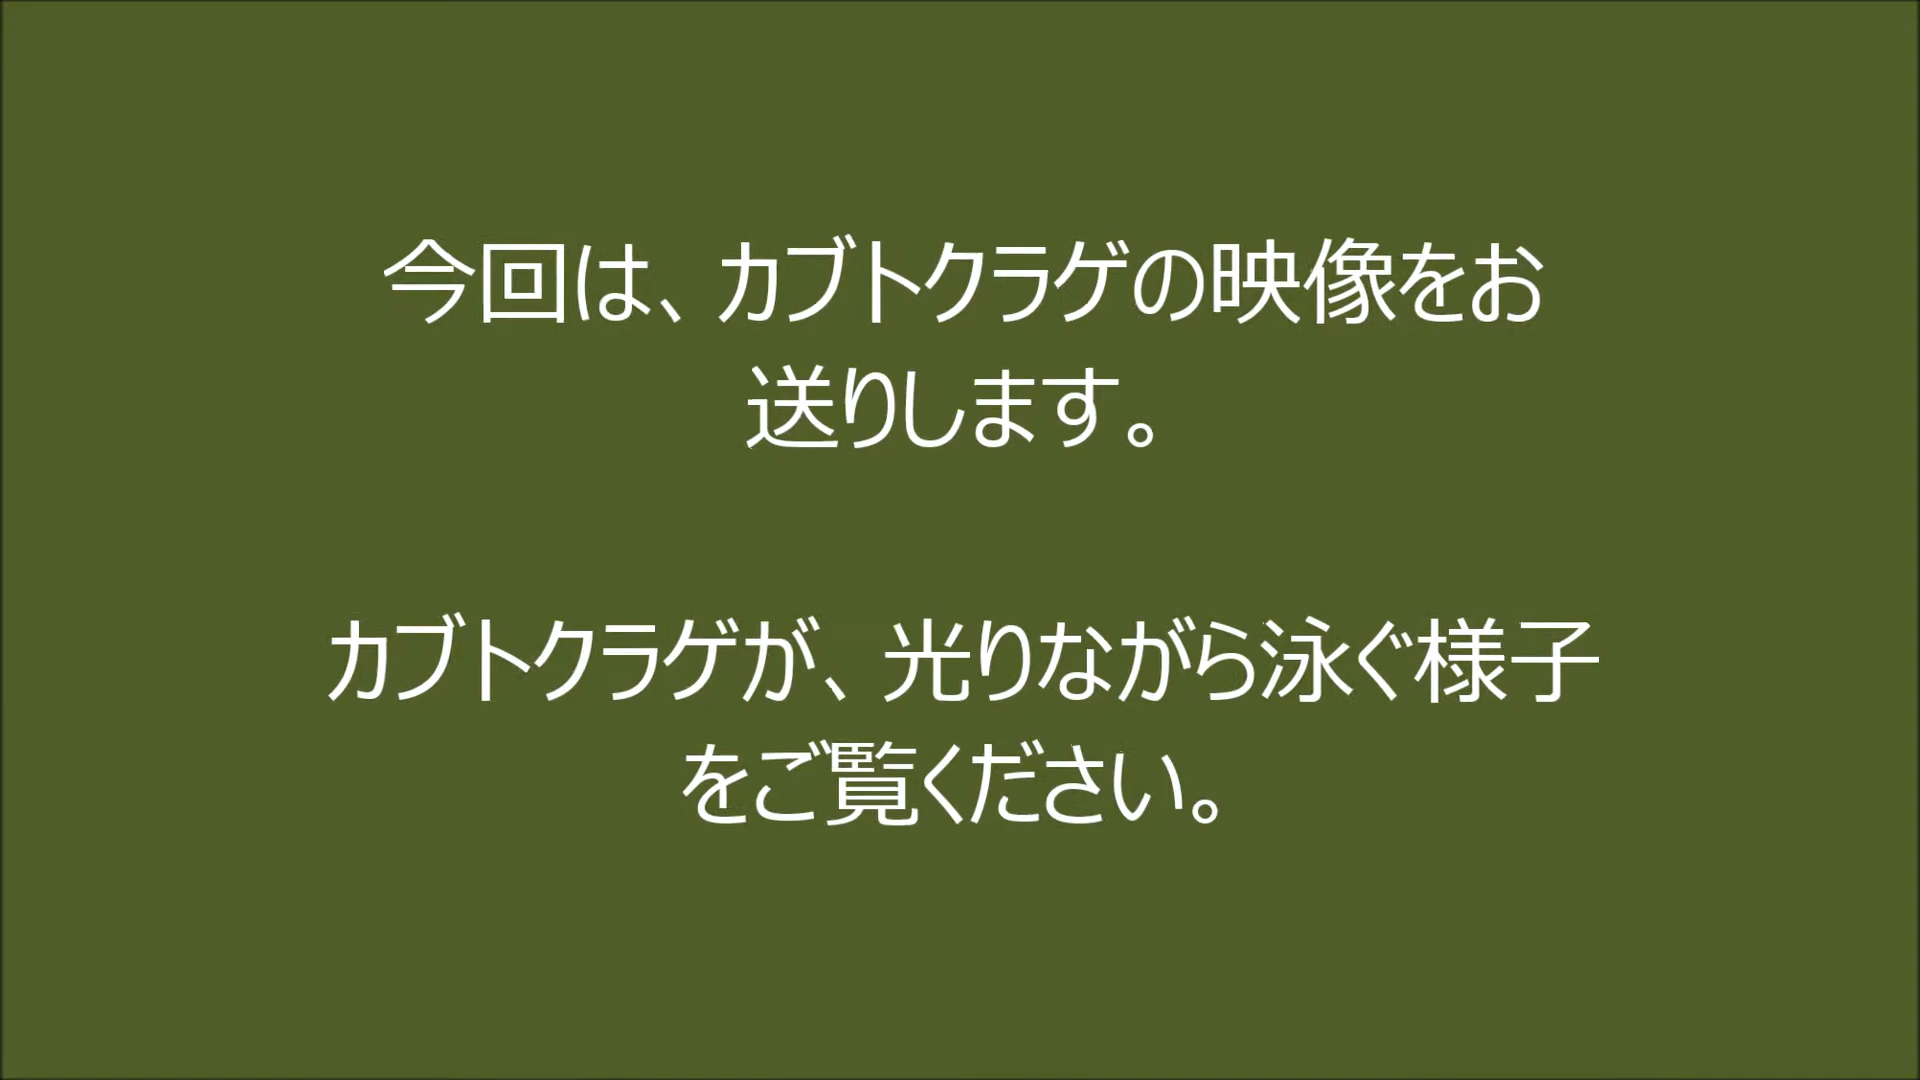 今回は、カブトクラゲの映像をお
送りします。
カブトクラゲが、光りながら泳ぐ様子
をご覧ください。